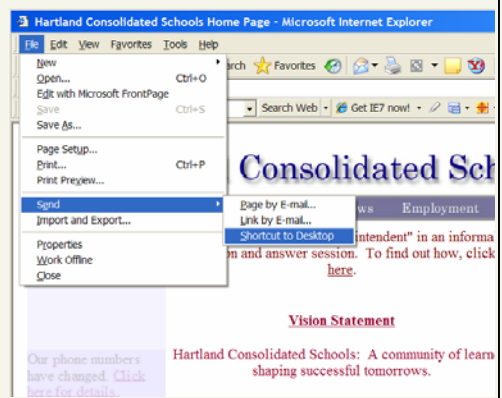 Hartland Consolidated Schools Home Page - Microsoft Internet Explorer
File Edit View Favorites Tools Help
New
Open... Ctrl+O
Edit with Microsoft FrontPage
Save Ctrl+S
Save As...
Page Setup...
Print... Ctrl+P
Print Preview...
Send
Import and Export...
Properties
Work Offline
Close
Page by E-mail...
Link by E-mail...
Shortcut to Desktop
Favorites
Search Web Get IE7 now!
Consolidated Sch
ws Employment
intendent" in an informa
n and answer session. To find out how, click
here.
Vision Statement
Hartland Consolidated Schools: A community of learn
shaping successful tomorrows.
Our phone numbers
have changed. Click
here for details.